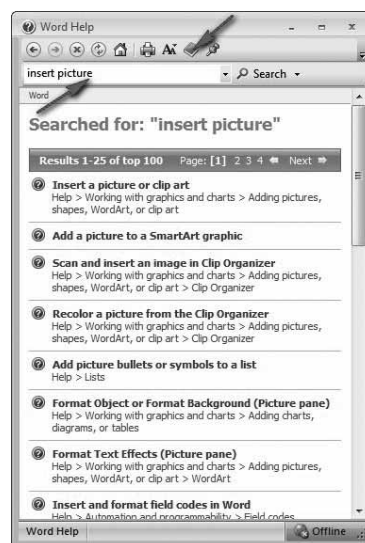 Word Help
insert picture
Search
Word
Searched for: "insert picture"
Results 1-25 of top 100 Page: [1] 2 3 4 Next
Insert a picture or clip art
Help > Working with graphics and charts > Adding pictures,
shapes, WordArt, or clip art
Add a picture to a SmartArt graphic
Scan and insert an image in Clip Organizer
Help > Working with graphics and charts > Adding pictures,
shapes, WordArt, or clip art > Clip Organizer
Recolor a picture from the Clip Organizer
Help > Working with graphics and charts > Adding pictures,
shapes, WordArt, or clip art > Clip Organizer
Add picture bullets or symbols to a list
Help > Lists
Format Object or Format Background (Picture pane)
Help > Working with graphics and charts > Adding charts,
diagrams, or tables
Format Text Effects (Picture pane)
Help > Working with graphics and charts > Adding pictures,
shapes, WordArt, or clip art > WordArt
Insert and format field codes in Word
Help > Automation and programmability > Field codes
Word Help
Offline